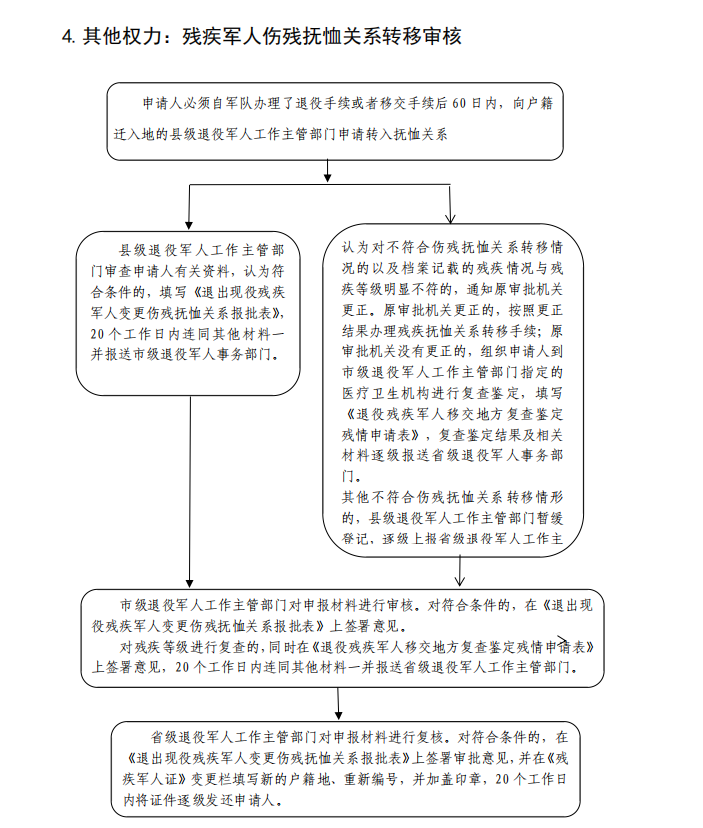 4. 其他权力：残疾军人伤残抚恤关系转移审核
申请人必须自军队办理了退役手续或者移交手续后 60 日内，向户籍
迁入地的县级退役军人工作主管部门申请转入抚恤关系
县级退役军人工作主管部
门审查申请人有关资料，认为符
合条件的，填写《退出现役残疾
军人变更伤残抚恤关系报批表》，
20 个工作日内连同其他材料一
并报送市级退役军人事务部门。
认为对不符合伤残抚恤关系转移情
况的以及档案记载的残疾情况与残
疾等级明显不符的，通知原审批机关
更正。原审批机关更正的，按照更正
结果办理残疾抚恤关系转移手续；原
审批机关没有更正的，组织申请人到
市级退役军人工作主管部门指定的
医疗卫生机构进行复查鉴定，填写
《退役残疾军人移交地方复查鉴定
残情申请表》，复查鉴定结果及相关
材料逐级报送省级退役军人事务部
门。
其他不符合伤残抚恤关系转移情形
的，县级退役军人工作主管部门暂缓
登记，逐级上报省级退役军人工作主
市级退役军人工作主管部门对申报材料进行审核。对符合条件的，在《退出现
役残疾军人变更伤残抚恤关系报批表》上签署意见。
对残疾等级进行复查的，同时在《退役残疾军人移交地方复查鉴定残情申请表》
上签署意见，20 个工作日内连同其他材料一并报送省级退役军人工作主管部门。
省级退役军人工作主管部门对申报材料进行复核。对符合条件的，在
《退出现役残疾军人变更伤残抚恤关系报批表》上签署审批意见，并在《残
疾军人证》变更栏填写新的户籍地、重新编号，并加盖印章，20 个工作日
内将证件逐级发还申请人。